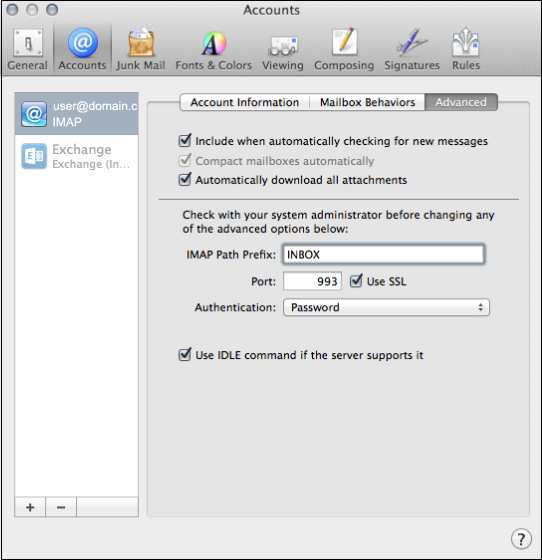 Accounts
General Accounts Junk Mail Fonts & Colors Viewing Composing Signatures Rules
user@domain.c
IMAP
Exchange
Exchange (In...
Account Information Mailbox Behaviors Advanced
Include when automatically checking for new messages
Compact mailboxes automatically
Automatically download all attachments
Check with your system administrator before changing any
of the advanced options below:
IMAP Path Prefix: INBOX
Port: 993 Use SSL
Authentication: Password
Use IDLE command if the server supports it
+ −
?